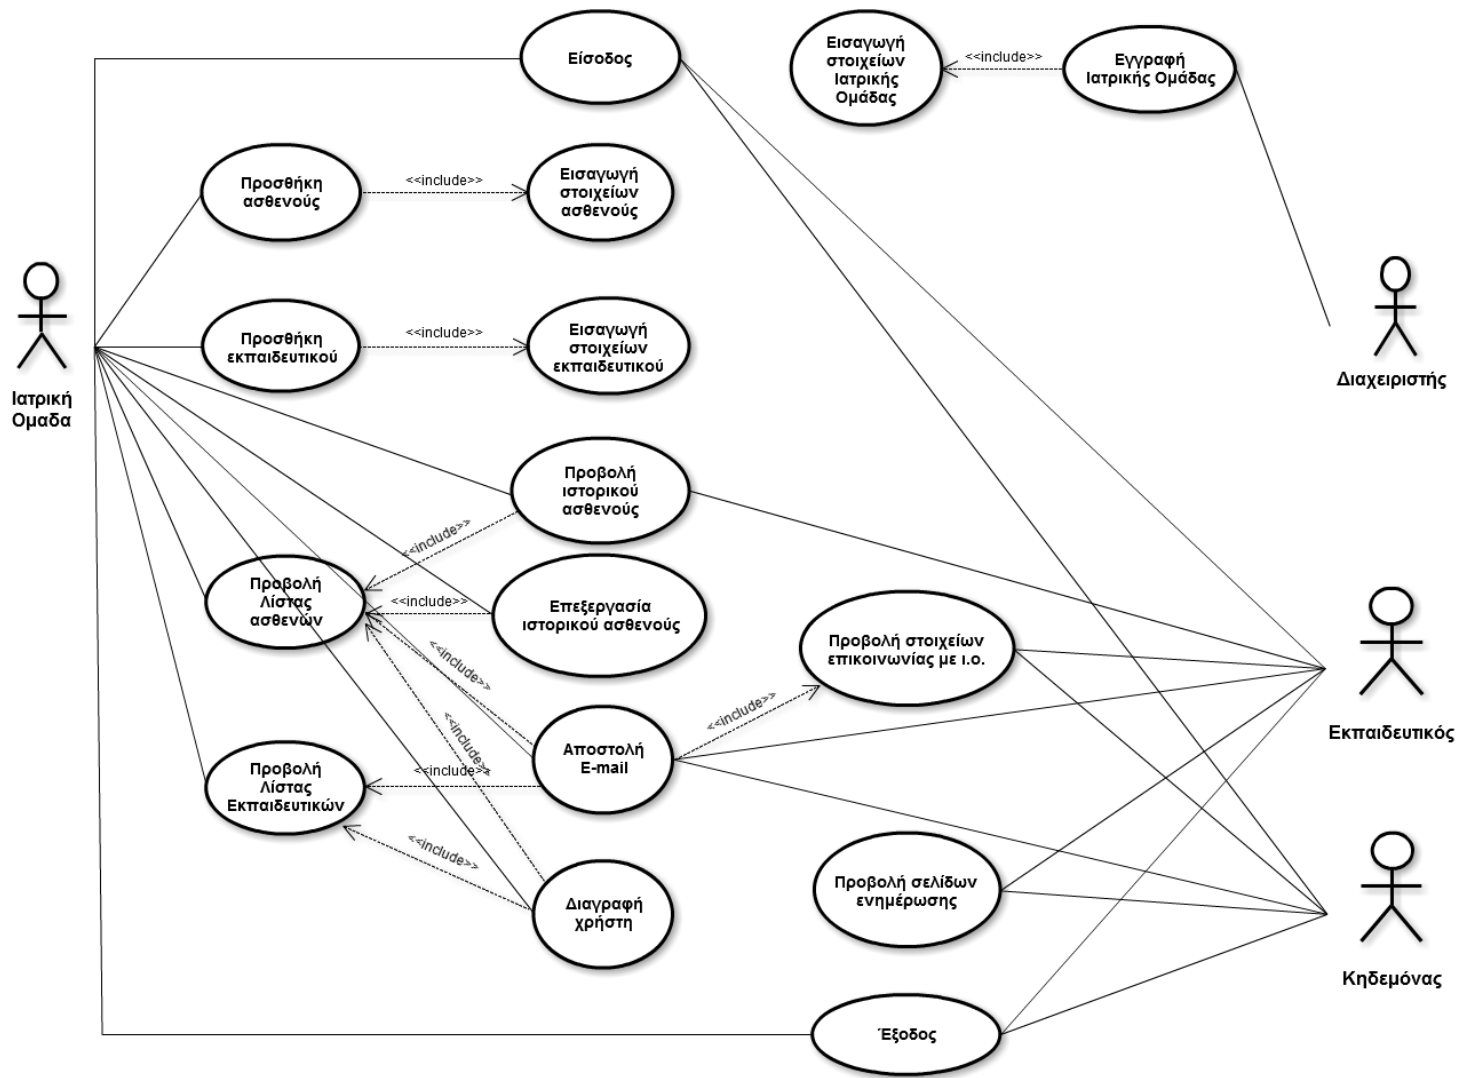 Είσοδος
Εισαγωγή
στοιχείων
Ιατρικής
Ομάδας
<<include>>
Εγγραφή
Ιατρικής Ομάδας
Προσθήκη
ασθενούς
<<include>>
Εισαγωγή
στοιχείων
ασθενούς
Προσθήκη
εκπαιδευτικού
<<include>>
Εισαγωγή
στοιχείων
εκπαιδευτικού
Ιατρική
Ομαδα
Διαχειριστής
Προβολή
ιστορικού
ασθενούς
<<include>>
Προβολή
Λίστας
ασθενών
<<include>>
Επεξεργασία
ιστορικού ασθενούς
Προβολή στοιχείων
επικοινωνίας με ι.ο.
<<include>>
<<include>>
<<include>>
Εκπαιδευτικός
Προβολή
Λίστας
Εκπαιδευτικών
<<include>>
Αποστολή
E-mail
<<include>>
Διαγραφή
χρήστη
Προβολή σελίδων
ενημέρωσης
Κηδεμόνας
Έξοδος